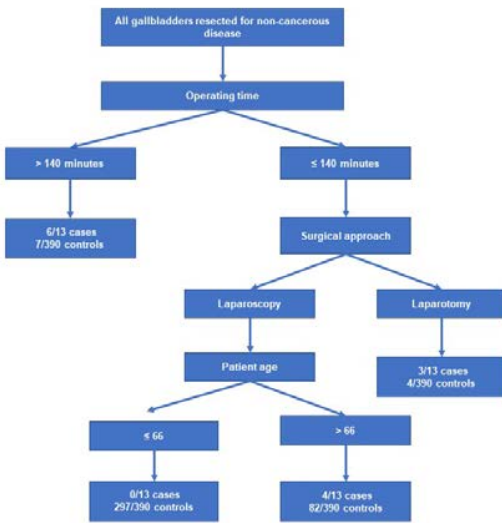 All gallbladders resected for non-cancerous
disease
Operating time
> 140 minutes
≤ 140 minutes
6/13 cases
7/390 controls
Surgical approach
Laparoscopy
Laparotomy
Patient age
3/13 cases
4/390 controls
≤ 66
> 66
0/13 cases
297/390 controls
4/13 cases
82/390 controls